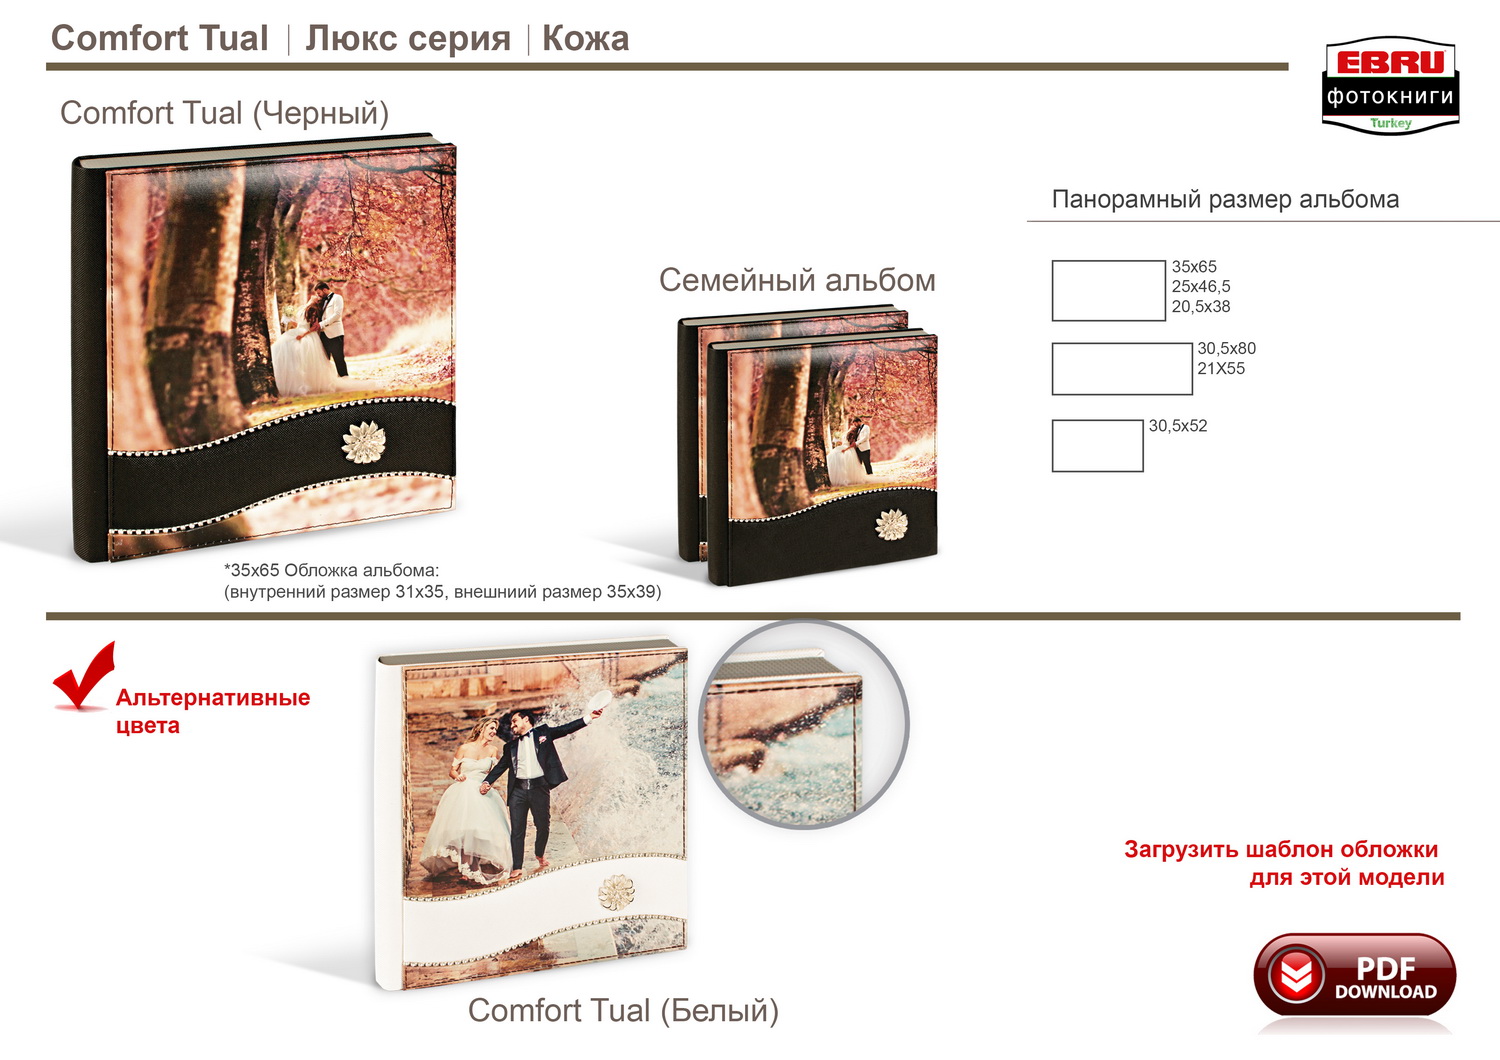 Comfort Tual | Люкс серия | Кожа
EBRU
фотокниги
Turkey
Comfort Tual (Черный)
Панорамный размер альбома
Семейный альбом
35x65
25x46,5
20,5x38
30,5x80
21X55
30,5x52
*35x65 Обложка альбома:
(внутренний размер 31x35, внешниий размер 35x39)
Альтернативные
цвета
Загрузить шаблон обложки
для этой модели
PDF
DOWNLOAD
Comfort Tual (Белый)